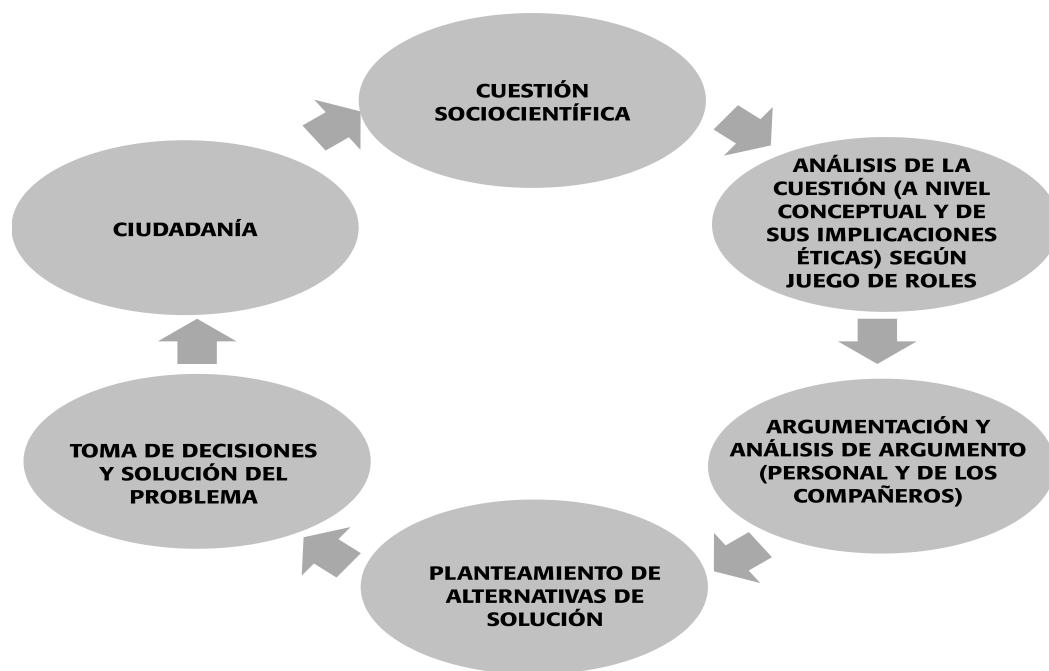 CUESTIÓN
SOCIOCIENTÍFICA
ANÁLISIS DE LA
CUESTIÓN (A NIVEL
CONCEPTUAL Y DE
SUS IMPLICACIONES
ÉTICAS) SEGÚN
JUEGO DE ROLES
ARGUMENTACIÓN Y
ANÁLISIS DE ARGUMENTO
(PERSONAL Y DE LOS
COMPAÑEROS)
PLANTEAMIENTO DE
ALTERNATIVAS DE
SOLUCIÓN
TOMA DE DECISIONES
Y SOLUCIÓN DEL
PROBLEMA
CIUDADANÍA